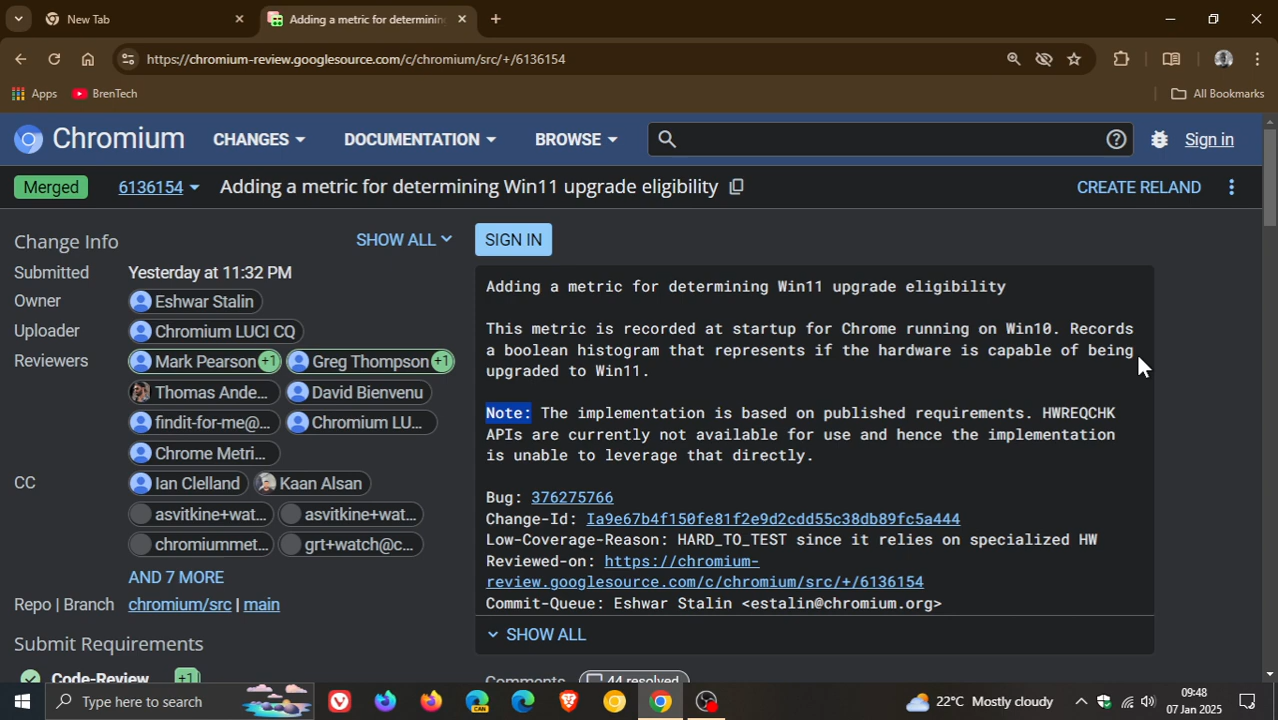 New Tab
Adding a metric for determinin
https://chromium-review.googlesource.com/c/chromium/src/+/6136154
Apps
BrenTech
All Bookmarks
Chromium
CHANGES
DOCUMENTATION
BROWSE
Sign in
Merged
6136154
Adding a metric for determining Win11 upgrade eligibility
CREATE RELAND
Change Info
SHOW ALL
Submitted
Yesterday at 11:32 PM
Owner
Eshwar Stalin
Uploader
Chromium LUCI CQ
Reviewers
Mark Pearson +1
Greg Thompson +1
Thomas Ande...
David Bienvenu
findit-for-me@...
Chromium LU...
Chrome Metri...
CC
Ian Clelland
Kaan Alsan
asvitkine+wat...
asvitkine+wat...
chromiummet...
grt+watch@c...
AND 7 MORE
Repo | Branch
chromium/src | main
Submit Requirements
Code-Review
+1
SIGN IN
Adding a metric for determining Win11 upgrade eligibility
This metric is recorded at startup for Chrome running on Win10. Records
a boolean histogram that represents if the hardware is capable of being
upgraded to Win11.
Note: The implementation is based on published requirements. HWREQCHK
APIs are currently not available for use and hence the implementation
is unable to leverage that directly.
Bug: 376275766
Change-Id: Ia9e67b4f150fe81f2e9d2cdd55c38db89fc5a444
Low-Coverage-Reason: HARD_TO_TEST since it relies on specialized HW
Reviewed-on: https://chromium-
review.googlesource.com/c/chromium/src/+/6136154
Commit-Queue: Eshwar Stalin <estalin@chromium.org>
SHOW ALL
Comments
44 resolved
Type here to search
CAN
22°C Mostly cloudy
09:48
07 Jan 2025